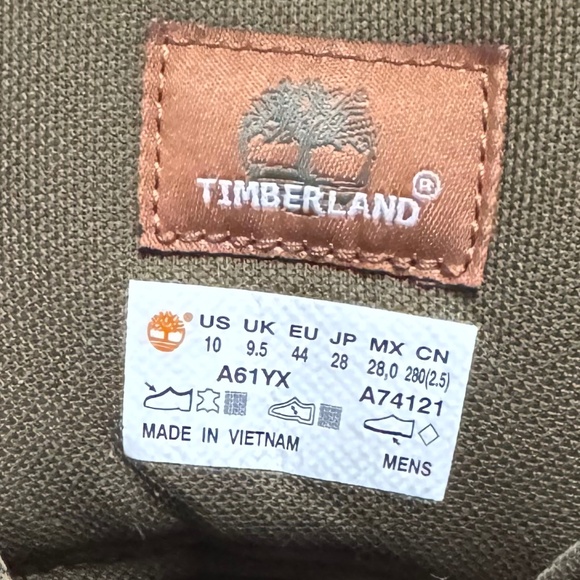 TIMBERLAND®
® US UK EU JP MX CN
10 9.5 44 28 28,0 280(2.5)
A61YX A74121
MADE IN VIETNAM MENS